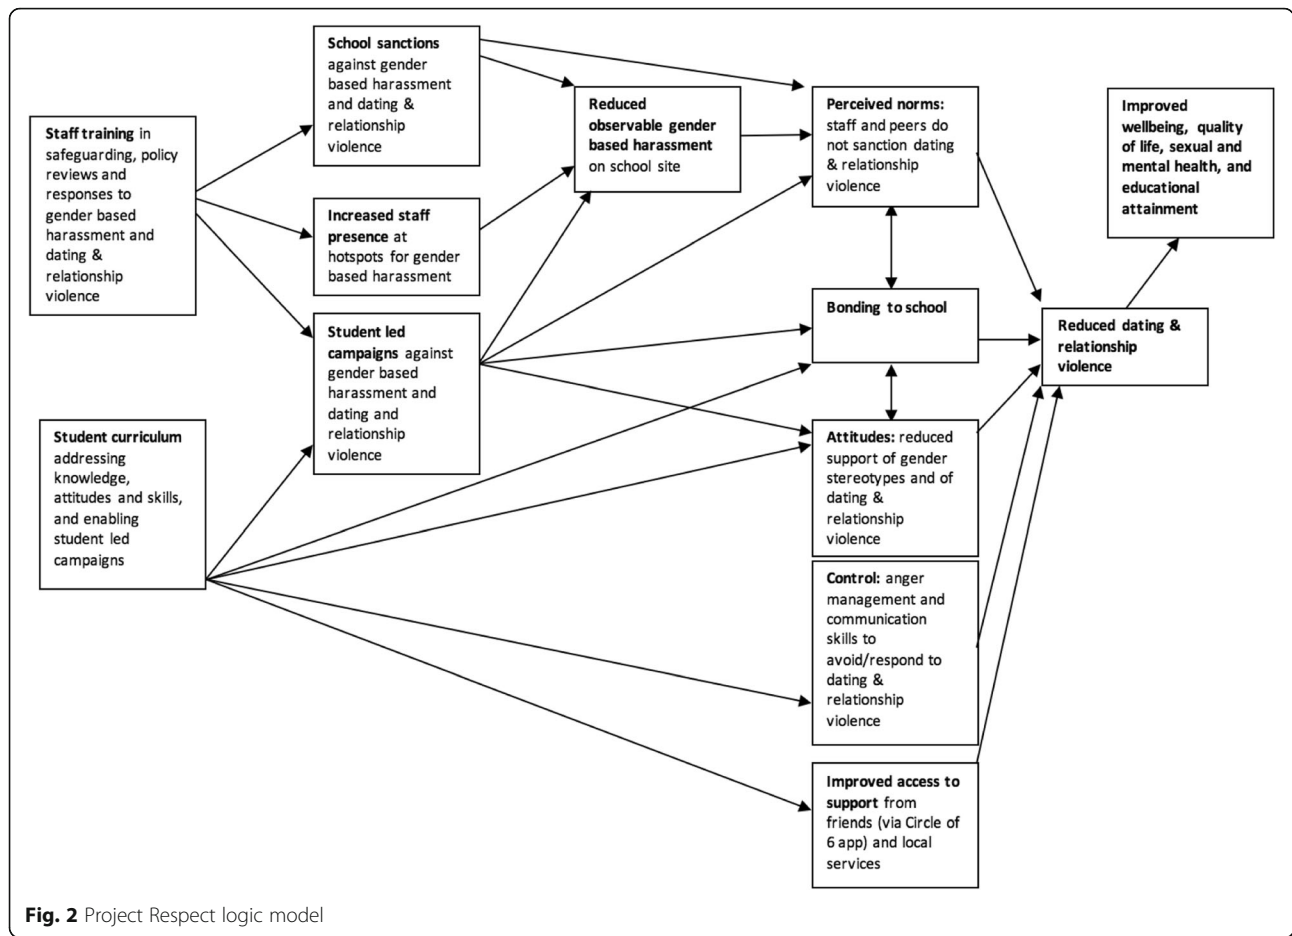 School sanctions
against gender
based harassment
and dating &
relationship
violence
Staff training in
safeguarding, policy
reviews and
responses to
gender based
harassment and
dating &
relationship
violence
Increased staff
presence at
hotspots for gender
based harassment
Student led
campaigns against
gender based
harassment and
dating and
relationship
violence
Student curriculum
addressing
knowledge,
attitudes and skills,
and enabling
student led
campaigns
Reduced
observable gender
based harassment
on school site
Perceived norms:
staff and peers do
not sanction dating
& relationship
violence
Bonding to school
Attitudes: reduced
support of gender
stereotypes and of
dating &
relationship
violence
Control: anger
management and
communication
skills to
avoid/respond to
dating &
relationship
violence
Improved access to
support from
friends (via Circle of
6 app) and local
services
Improved
wellbeing, quality
of life, sexual and
mental health, and
educational
attainment
Reduced dating &
relationship
violence
Fig. 2 Project Respect logic model